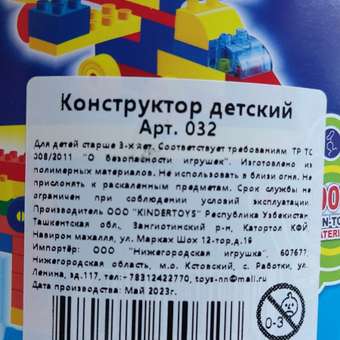 Конструктор детский
Арт. 032
Для детей старше 3-х лет. Соответствует требованиям ТР ТС
008/2011 "О безопасности игрушек". Изготовлено из
полимерных материалов. Не использовать в близи огня. Не
прислонять к раскаленным предметам. Срок службы не
ограничен при соблюдении условий эксплуатации.
Производитель ООО "KINDERTOYS" Республика Узбекистан,
Ташкентская обл., Зангиотинский р-н, Катортол КФЙ
Навирон махалля, ул. Марках Шох 12-тор,д.19
Импортёр: ООО "Нижегородская игрушка". 607677,
Нижегородская область, м.о. Кстовский, с. Работки, ул.
Ленина, зд.117, тел:- 78312422770, toys-nn@mail.ru
Дата производства: Май 2023г.
0-3